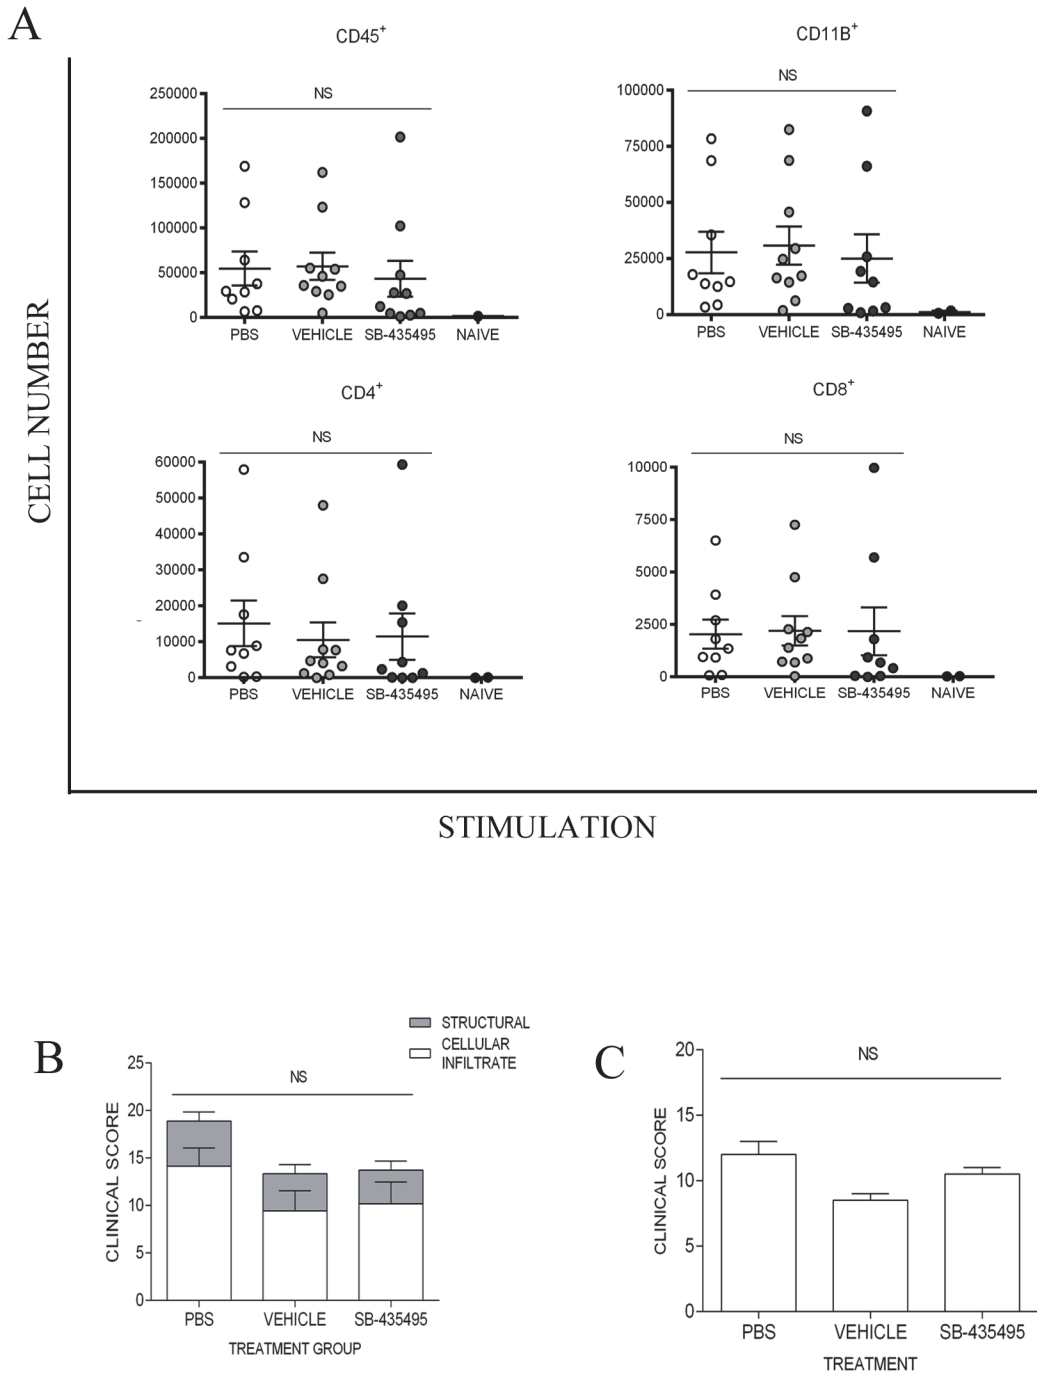 A
CD45+
NS
250000
200000
150000
100000
50000
0
PBS VEHICLE SB-435495 NAIVE
CD11B+
NS
100000
75000
50000
25000
0
PBS VEHICLE SB-435495 NAIVE
CELL NUMBER
CD4+
NS
60000
50000
40000
30000
20000
10000
0
PBS VEHICLE SB-435495 NAIVE
CD8+
NS
10000
7500
5000
2500
0
PBS VEHICLE SB-435495 NAIVE
STIMULATION
B
STRUCTURAL
CELLULAR
INFILTRATE
NS
CLINICAL SCORE
25
20
15
10
5
0
PBS VEHICLE SB-435495
TREATMENT GROUP
C
NS
CLINICAL SCORE
20
15
10
5
0
PBS VEHICLE SB-435495
TREATMENT